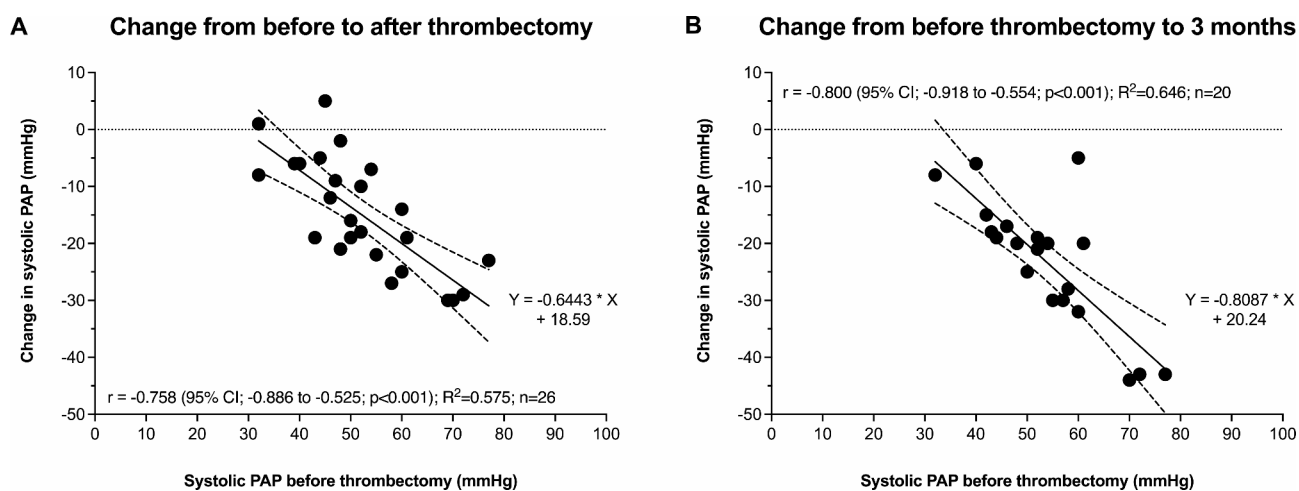 A
Change from before to after thrombectomy
Change in systolic PAP (mmHg)
10
0
-10
-20
-30
-40
-50
Y = -0.6443 * X
+ 18.59
r = -0.758 (95% CI; -0.886 to -0.525; p<0.001); R²=0.575; n=26
0 10 20 30 40 50 60 70 80 90 100
Systolic PAP before thrombectomy (mmHg)
B
Change from before thrombectomy to 3 months
Change in systolic PAP (mmHg)
10
0
-10
-20
-30
-40
-50
r = -0.800 (95% CI; -0.918 to -0.554; p<0.001); R²=0.646; n=20
Y = -0.8087 * X
+ 20.24
0 10 20 30 40 50 60 70 80 90 100
Systolic PAP before thrombectomy (mmHg)